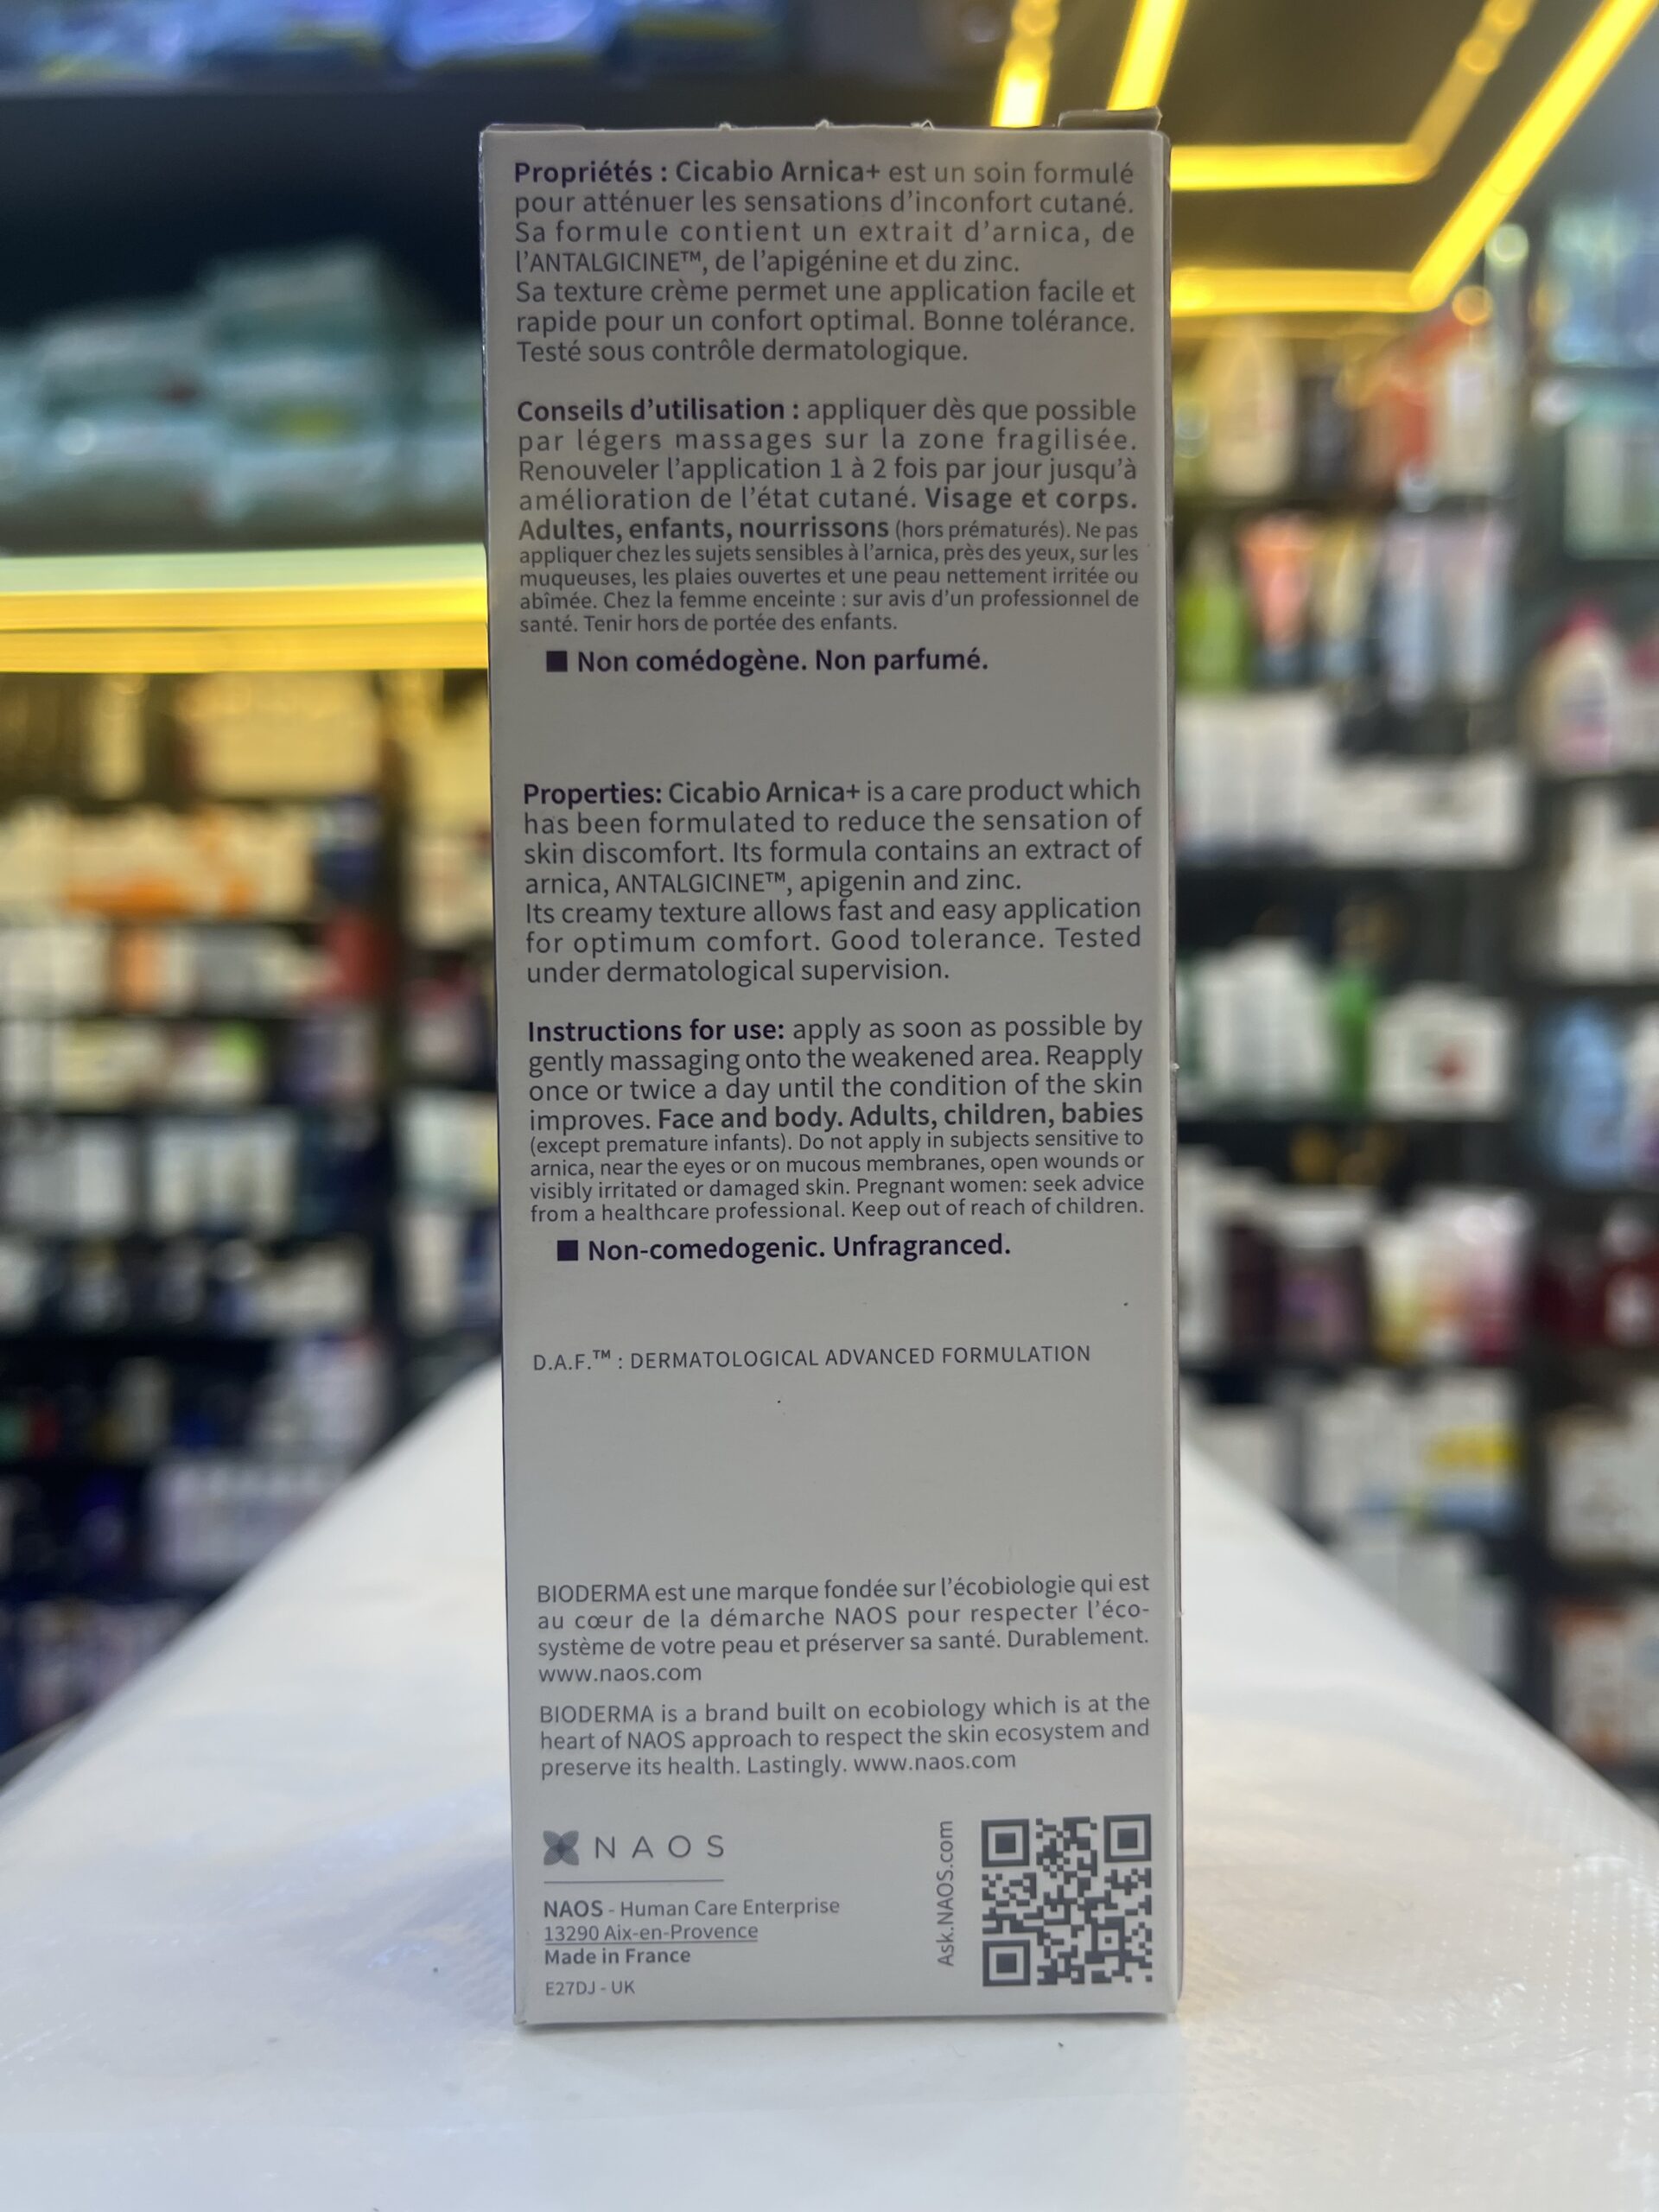 Propriétés : Cicabio Arnica+ est un soin formulé
pour atténuer les sensations d'inconfort cutané.
Sa formule contient un extrait d'arnica, de
l'ANTALGICINE™, de l'apigénine et du zinc.
Sa texture crème permet une application facile et
rapide pour un confort optimal. Bonne tolérance.
Testé sous contrôle dermatologique.
Conseils d'utilisation : appliquer dès que possible
par légers massages sur la zone fragilisée.
Renouveler l'application 1 à 2 fois par jour jusqu'à
amélioration de l'état cutané. Visage et corps.
Adultes, enfants, nourrissons (hors prématurés). Ne pas
appliquer chez les sujets sensibles à l'arnica, près des yeux, sur les
muqueuses, les plaies ouvertes et une peau nettement irritée ou
abîmée. Chez la femme enceinte : sur avis d'un professionnel de
santé. Tenir hors de portée des enfants.
■ Non comédogène. Non parfumé.
Properties: Cicabio Arnica+ is a care product which
has been formulated to reduce the sensation of
skin discomfort. Its formula contains an extract of
arnica, ANTALGICINE™, apigenin and zinc.
Its creamy texture allows fast and easy application
for optimum comfort. Good tolerance. Tested
under dermatological supervision.
Instructions for use: apply as soon as possible by
gently massaging onto the weakened area. Reapply
once or twice a day until the condition of the skin
improves. Face and body. Adults, children, babies
(except premature infants). Do not apply in subjects sensitive to
arnica, near the eyes or on mucous membranes, open wounds or
visibly irritated or damaged skin. Pregnant women: seek advice
from a healthcare professional. Keep out of reach of children.
■ Non-comedogenic. Unfragranced.
D.A.F.™ : DERMATOLOGICAL ADVANCED FORMULATION
BIODERMA est une marque fondée sur l'écobiologie qui est
au cœur de la démarche NAOS pour respecter l'éco-
système de votre peau et préserver sa santé. Durablement.
www.naos.com
BIODERMA is a brand built on ecobiology which is at the
heart of NAOS approach to respect the skin ecosystem and
preserve its health. Lastingly. www.naos.com
NAOS
NAOS - Human Care Enterprise
13290 Aix-en-Provence
Made in France
E27DJ - UK
Ask.NAOS.com